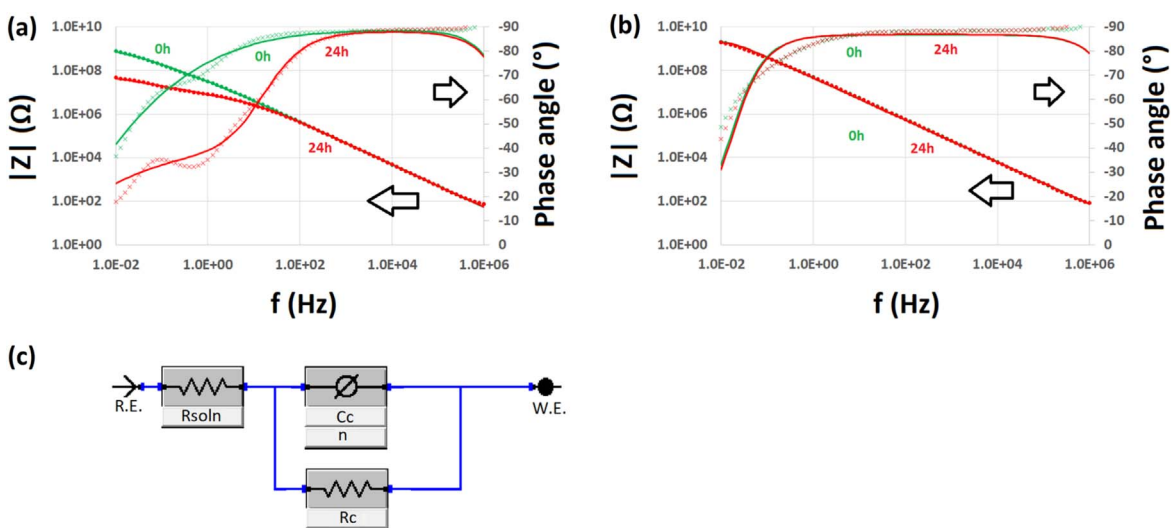 (a)
1.0E+10
1.0E+08
1.0E+06
1.0E+04
1.0E+02
1.0E+00
|Z| (Ω)
0h
0h
24h
24h
-90
-80
-70
-60
-50
-40
-30
-20
-10
0
Phase angle (°)
1.0E-02
1.0E+00
1.0E+02
1.0E+04
1.0E+06
f (Hz)
(b)
1.0E+10
1.0E+08
1.0E+06
1.0E+04
1.0E+02
1.0E+00
|Z| (Ω)
0h
24h
0h
24h
-90
-80
-70
-60
-50
-40
-30
-20
-10
0
Phase angle (°)
1.0E-02
1.0E+00
1.0E+02
1.0E+04
1.0E+06
f (Hz)
(c)
R.E.
Rsoln
Cc
n
Rc
W.E.